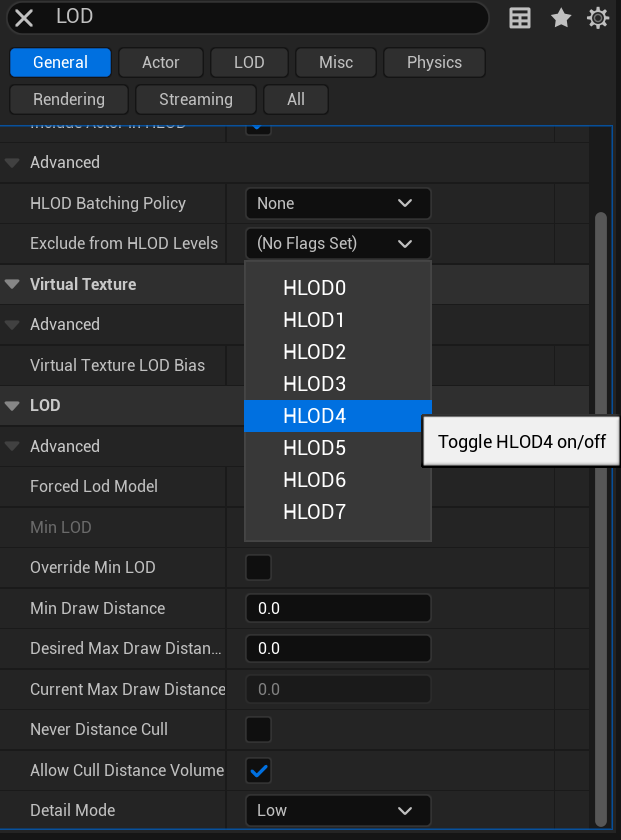 LOD
General Actor LOD Misc Physics
Rendering Streaming All
Include Actor in HLOD
Advanced
HLOD Batching Policy None
Exclude from HLOD Levels (No Flags Set)
Virtual Texture HLOD0
HLOD1
Advanced
HLOD2
Virtual Texture LOD Bias
HLOD3
LOD
HLOD4
Toggle HLOD4 on/off
Advanced HLOD5
Forced Lod Model HLOD6
Min LOD HLOD7
Override Min LOD
Min Draw Distance 0.0
Desired Max Draw Distan... 0.0
Current Max Draw Distance 0.0
Never Distance Cull
Allow Cull Distance Volume
Detail Mode Low